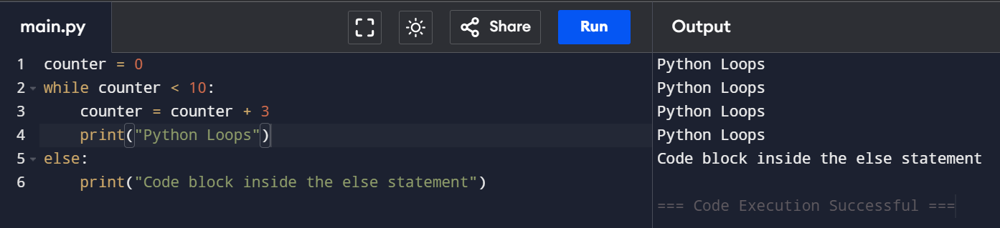 main.py Share Run Output
1 counter = 0
2 while counter < 10:
3     counter = counter + 3
4     print("Python Loops")
5 else:
6     print("Code block inside the else statement")
Python Loops
Python Loops
Python Loops
Python Loops
Code block inside the else statement
=== Code Execution Successful ===